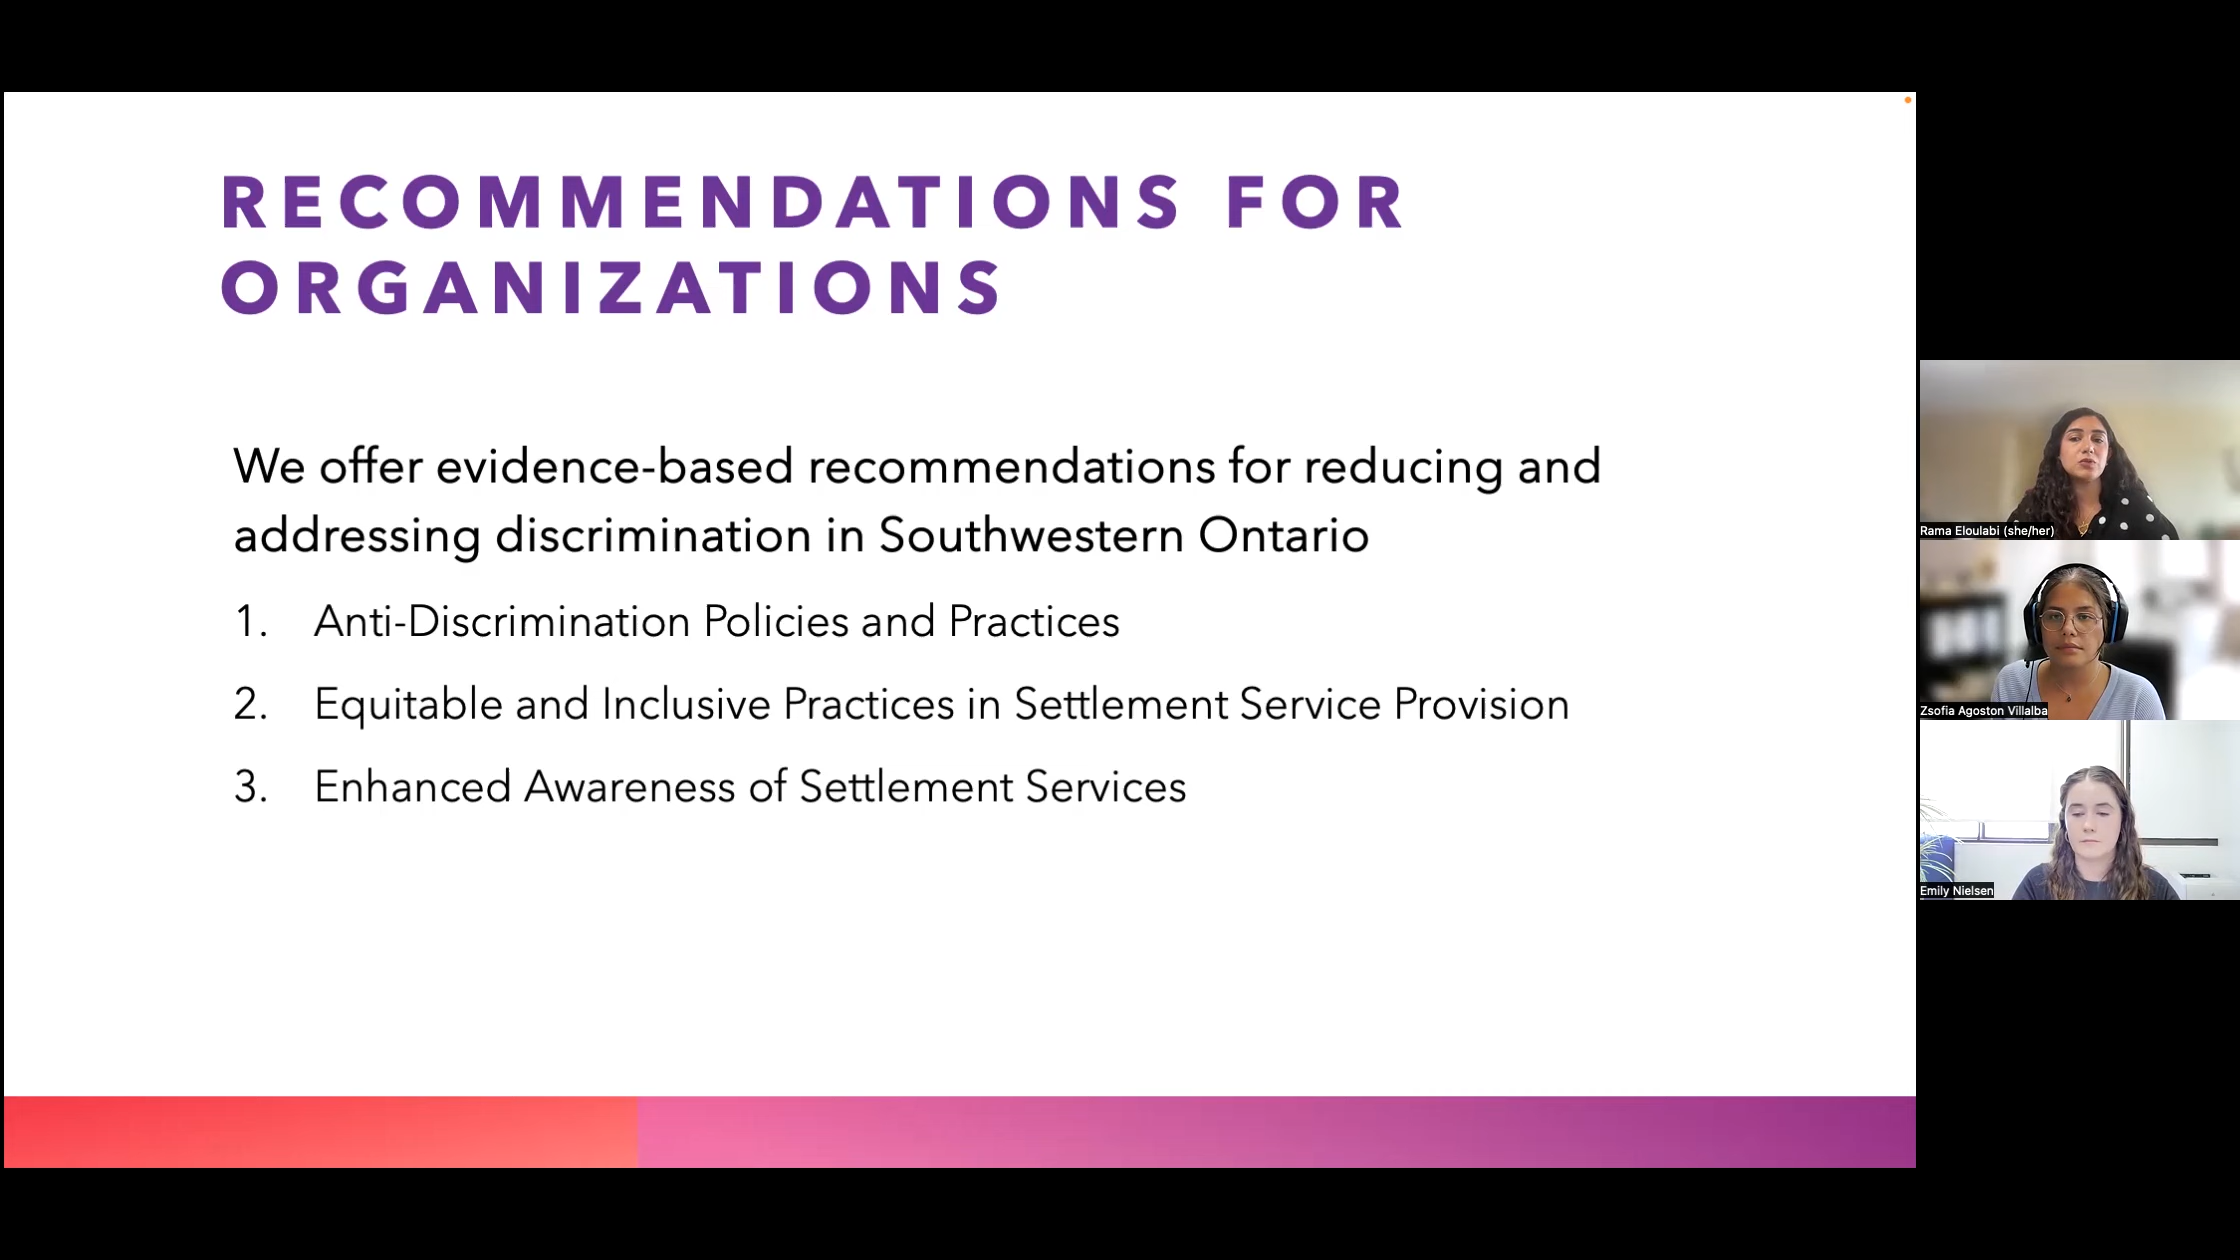 RECOMMENDATIONS FOR
ORGANIZATIONS
We offer evidence-based recommendations for reducing and
addressing discrimination in Southwestern Ontario
1. Anti-Discrimination Policies and Practices
2. Equitable and Inclusive Practices in Settlement Service Provision
3. Enhanced Awareness of Settlement Services
Rama Eloulabi (she/her)
Zsofia Agoston Villalba
Emily Nielsen